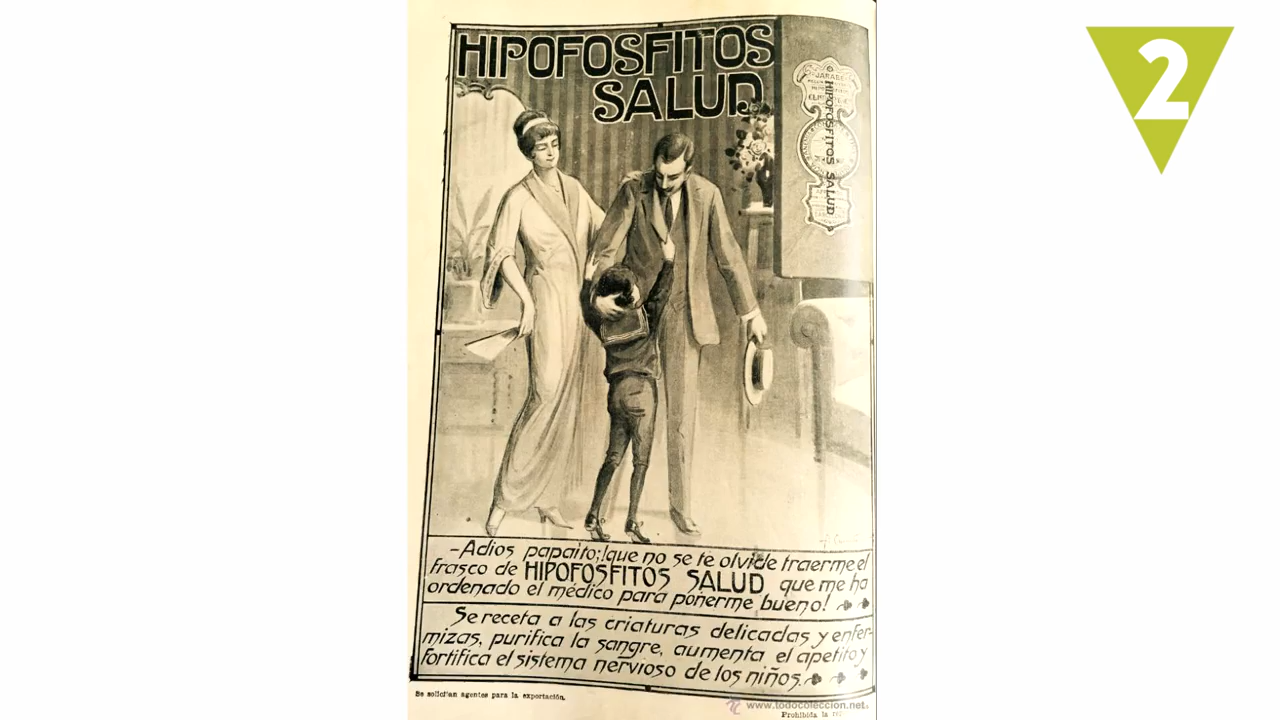 HIPOFOSFITOS
SALUD
2
JARABE
HIPOFOSFITOS SALUD
-Adios papaito;¡que no se te olvide traerme el
frasco de HIPOFOSFITOS SALUD que me ha
ordenado el médico para ponerme bueno!
Se receta a las criaturas delicadas y enfer-
mizas, purifica la sangre, aumenta el apetito y
fortifica el sistema nervioso de los niños.
Se solicitan agentes para la exportación.
www.todocoleccion.net
Prohibida la